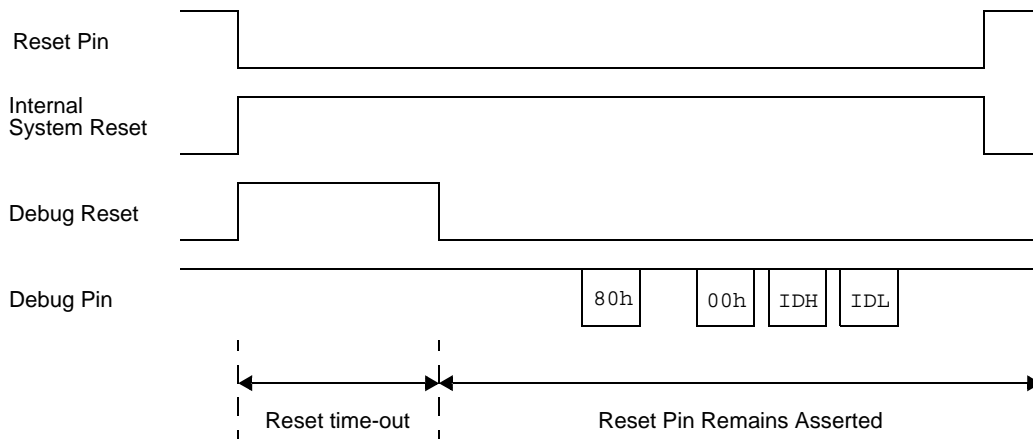 Reset Pin
Internal
System Reset
Debug Reset
Debug Pin
80h
00h
IDH
IDL
Reset time-out
Reset Pin Remains Asserted